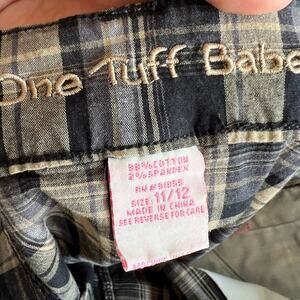 One Tuff Babe
98% COTTON
2% SPANDEX
RN # 91855
SIZE: 11/12
MADE IN CHINA
SEE REVERSE FOR CARE